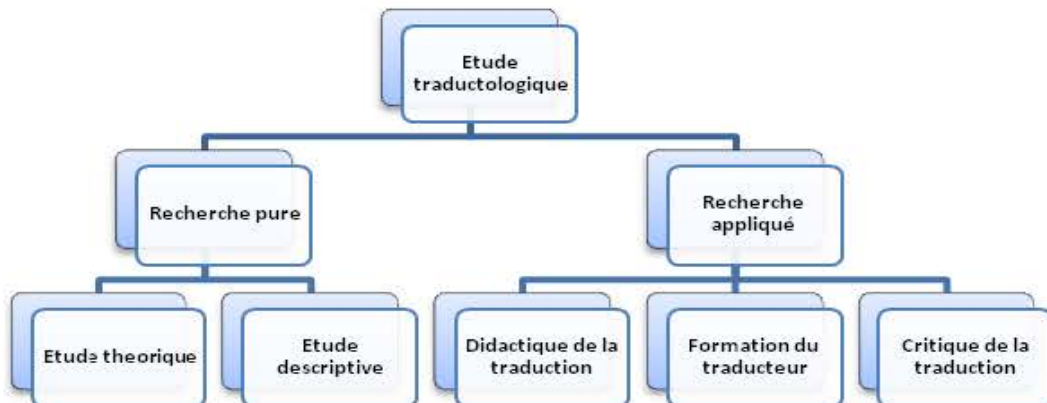 Etude
traductologique
Recherche pure
Recherche
appliqué
Etude theorique
Etude
descriptive
Didactique de la
traduction
Formation du
traducteur
Critique de la
traduction